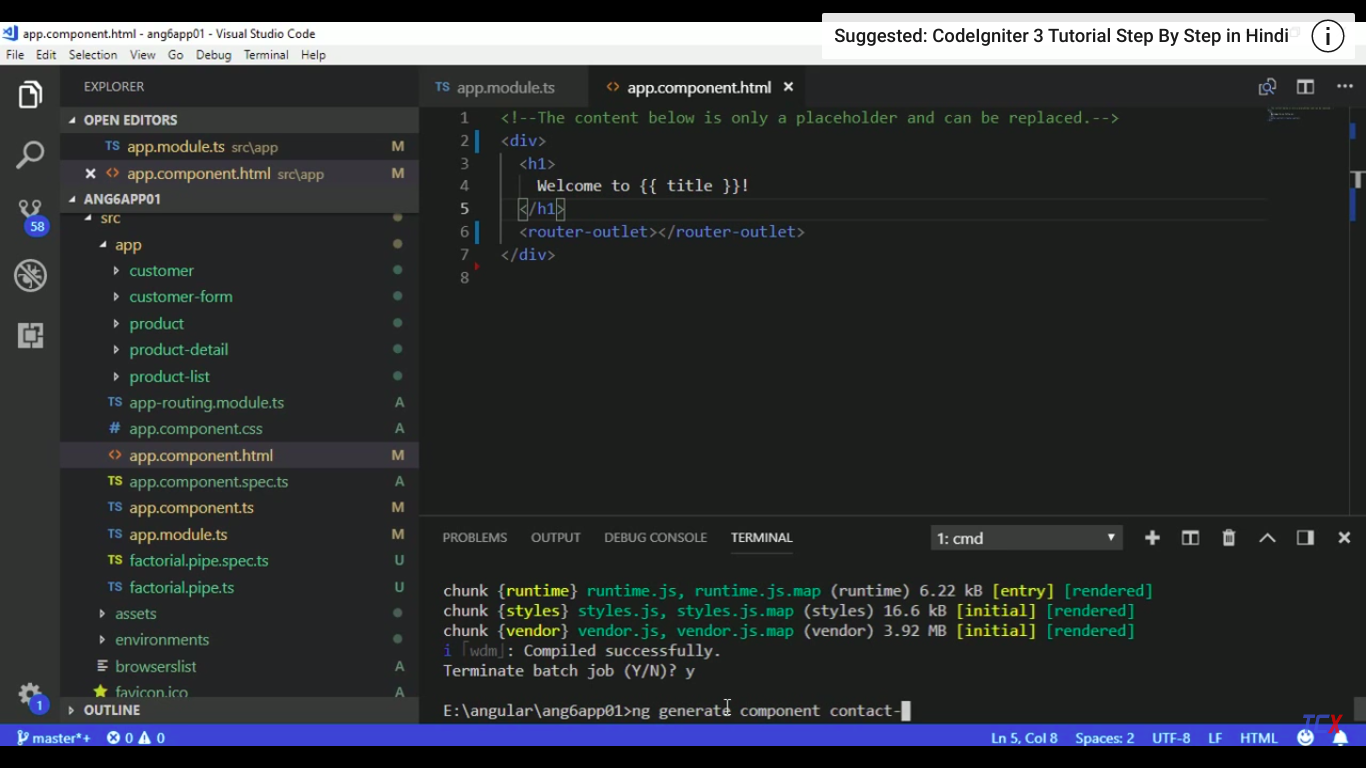 app.component.html - ang6app01 - Visual Studio Code
Suggested: CodeIgniter 3 Tutorial Step By Step in Hindi
File Edit Selection View Go Debug Terminal Help
EXPLORER
OPEN EDITORS
TS app.module.ts src\app M
<> app.component.html src\app M
ANG6APP01
src
app
customer
customer-form
product
product-detail
product-list
TS app-routing.module.ts A
# app.component.css A
<> app.component.html M
TS app.component.spec.ts A
TS app.component.ts M
TS app.module.ts M
TS factorial.pipe.spec.ts U
TS factorial.pipe.ts U
assets
environments
browserslist A
favicon.ico A
OUTLINE
58
1
TS app.module.ts <> app.component.html
1 <!--The content below is only a placeholder and can be replaced.-->
2 <div>
3 <h1>
4 Welcome to {{ title }}!
5 </h1>
6 <router-outlet></router-outlet>
7 </div>
8
PROBLEMS OUTPUT DEBUG CONSOLE TERMINAL 1: cmd
chunk {runtime} runtime.js, runtime.js.map (runtime) 6.22 kB [entry] [rendered]
chunk {styles} styles.js, styles.js.map (styles) 16.6 kB [initial] [rendered]
chunk {vendor} vendor.js, vendor.js.map (vendor) 3.92 MB [initial] [rendered]
i ｢wdm｣: Compiled successfully.
Terminate batch job (Y/N)? y
E:\angular\ang6app01>ng generate component contact-
master*+ 0 0 Ln 5, Col 8 Spaces: 2 UTF-8 LF HTML
TCX